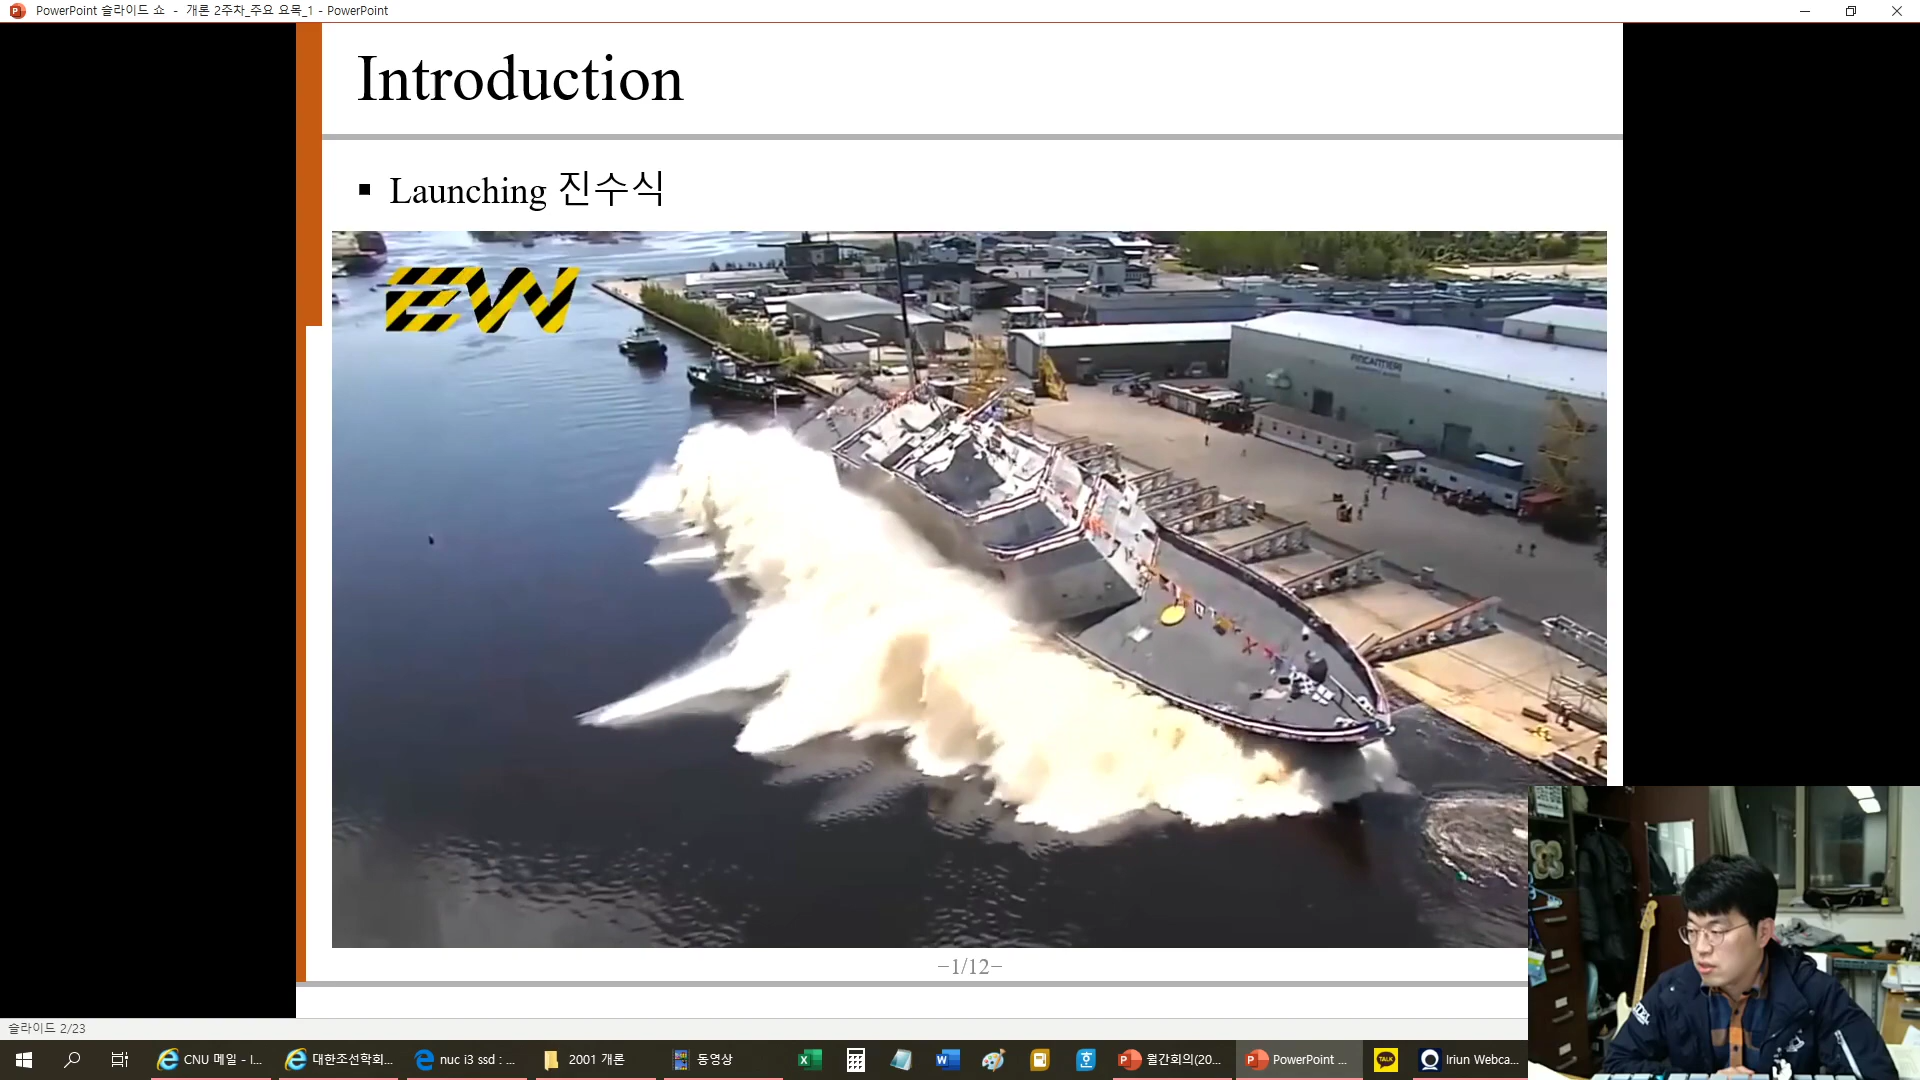 PowerPoint 슬라이드 쇼 - 개론 2주차_주요 요목_1 - PowerPoint
Introduction
▪ Launching 진수식
EW
FINCANTIERI
−1/12−
슬라이드 2/23
CNU 메일 - I...
대한조선학회...
nuc i3 ssd : ...
2001 개론
동영상
월간회의(20...
PowerPoint ...
TALK
Iriun Webca...